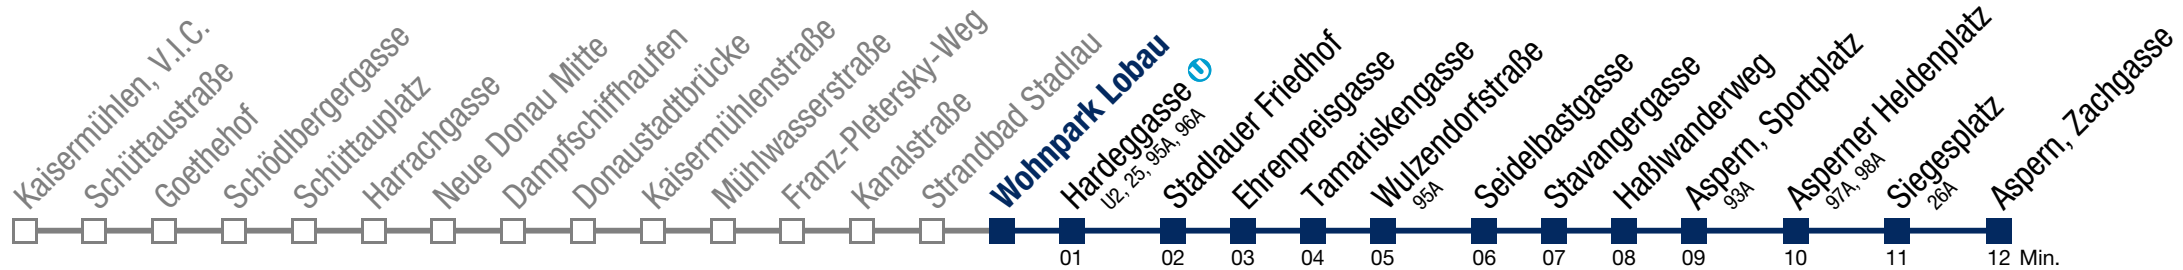 Kaisermühlen, V.I.C.
Schüttaustraße
Goethehof
Schödlbergergasse
Schüttauplatz
Harrachgasse
Neue Donau Mitte
Dampfschiffhaufen
Donaustadtbrücke
Kaisermühlenstraße
Mühlwasserstraße
Franz-Pletersky-Weg
Kanalstraße
Strandbad Stadlau
Wohnpark Lobau
Hardeggasse U
U2, 25, 95A, 96A
Stadlauer Friedhof
Ehrenpreisgasse
Tamariskengasse
Wulzendorfstraße
95A
Seidelbastgasse
Stavangergasse
Haßlwanderweg
Aspern, Sportplatz
93A
Asperner Heldenplatz
97A, 98A
Siegesplatz
26A
Aspern, Zachgasse
01 02 03 04 05 06 07 08 09 10 11 12 Min.